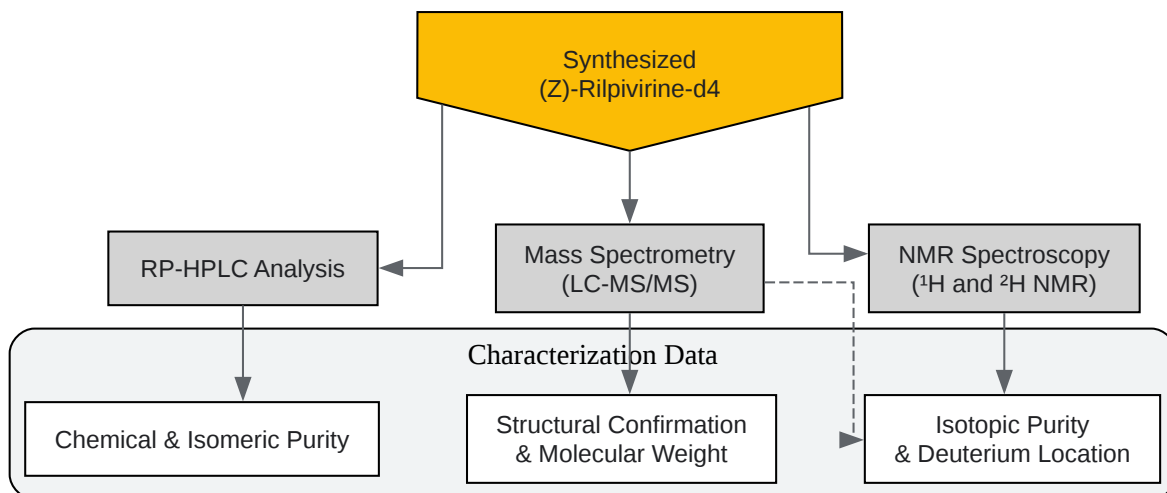 Synthesized
(Z)-Rilpivirine-d4
RP-HPLC Analysis
Mass Spectrometry
(LC-MS/MS)
NMR Spectroscopy
(¹H and ²H NMR)
Characterization Data
Chemical & Isomeric Purity
Structural Confirmation
& Molecular Weight
Isotopic Purity
& Deuterium Location